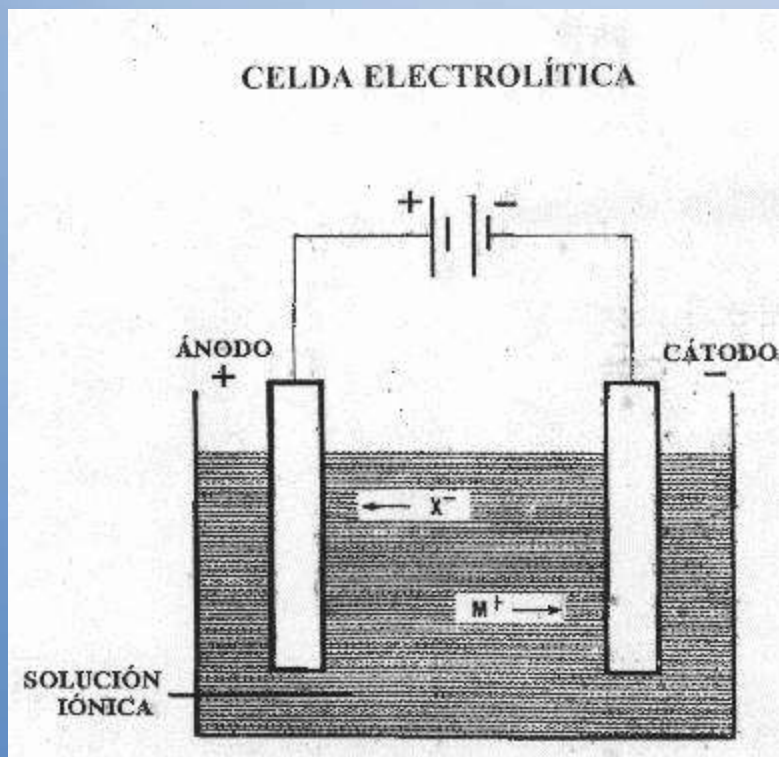 CELDA ELECTROLÍTICA
+ −
ÁNODO
+
CÁTODO
−
X−
M+
SOLUCIÓN
IÓNICA